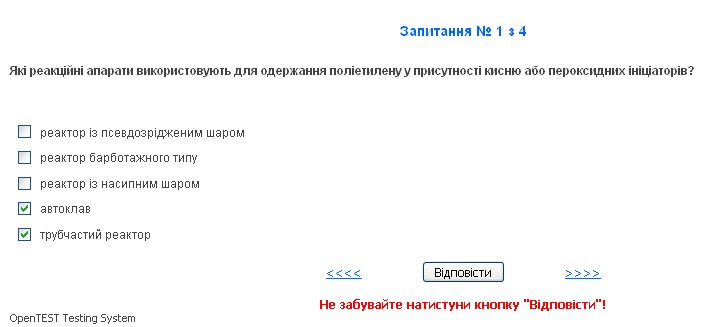 Запитання № 1 з 4
Які реакційні апарати використовують для одержання поліетилену у присутності кисню або пероксидних ініціаторів?
реактор із псевдозрідженим шаром
реактор барботажного типу
реактор із насипним шаром
автоклав
трубчастий реактор
<<<< Відповісти >>>>
Не забувайте натистуни кнопку "Відповісти"!
OpenTEST Testing System